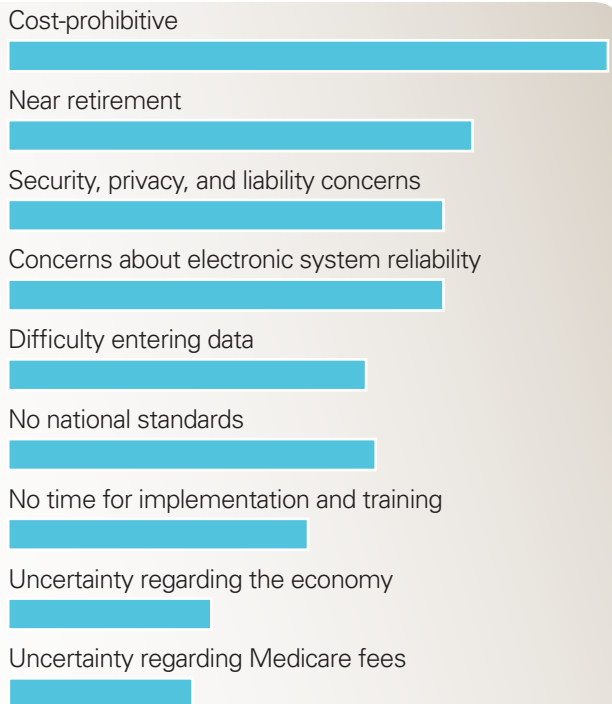 Cost-prohibitive
Near retirement
Security, privacy, and liability concerns
Concerns about electronic system reliability
Difficulty entering data
No national standards
No time for implementation and training
Uncertainty regarding the economy
Uncertainty regarding Medicare fees